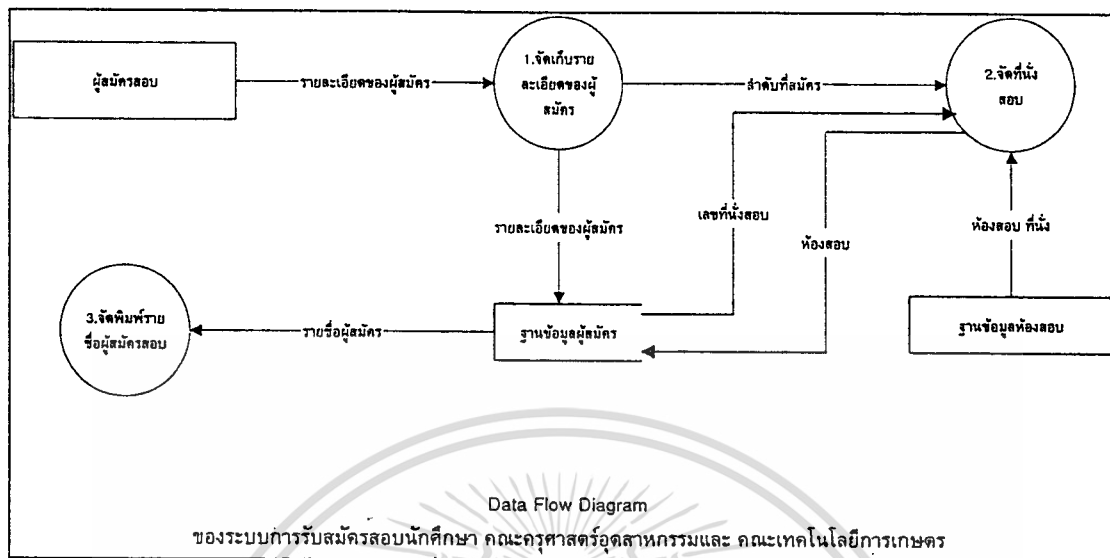 ผู้สมัครสอบ
รายละเอียดของผู้สมัคร
1.จัดเก็บราย
ละเอียดของผู้
สมัคร
ลำดับที่สมัคร
2.จัดที่นั่ง
สอบ
รายละเอียดของผู้สมัคร
เลขที่นั่งสอบ
ห้องสอบ
ห้องสอบ ที่นั่ง
3.จัดพิมพ์ราย
ชื่อผู้สมัครสอบ
รายชื่อผู้สมัคร
ฐานข้อมูลผู้สมัคร
ฐานข้อมูลห้องสอบ
Data Flow Diagram
ของระบบการรับสมัครสอบนักศึกษา คณะครุศาสตร์อุตสาหกรรมและ คณะเทคโนโลยีการเกษตร